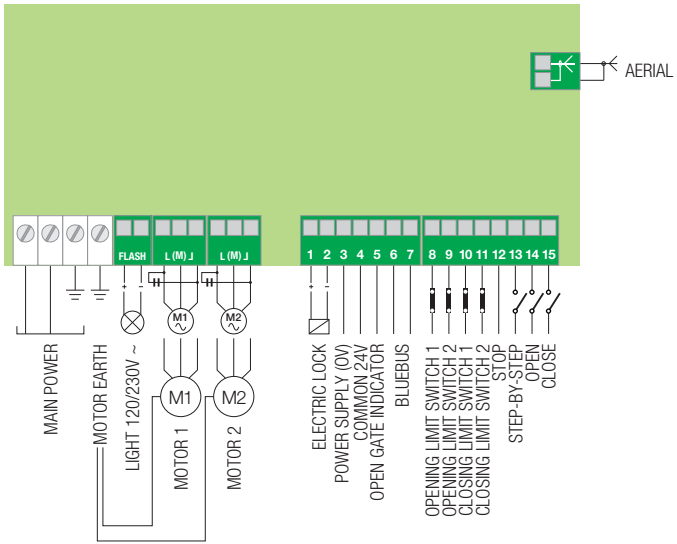 AERIAL
FLASH
L (M) ⅃
L (M) ⅃
1 2 3 4 5 6 7
8 9 10 11 12 13 14 15
+ -
+ -
M1
~
M2
~
M1
M2
MAIN POWER
MOTOR EARTH
LIGHT 120/230V ~
MOTOR 1
MOTOR 2
ELECTRIC LOCK
POWER SUPPLY (0V)
COMMON 24V
OPEN GATE INDICATOR
BLUEBUS
OPENING LIMIT SWITCH 1
OPENING LIMIT SWITCH 2
CLOSING LIMIT SWITCH 1
CLOSING LIMIT SWITCH 2
STOP
STEP-BY-STEP
OPEN
CLOSE